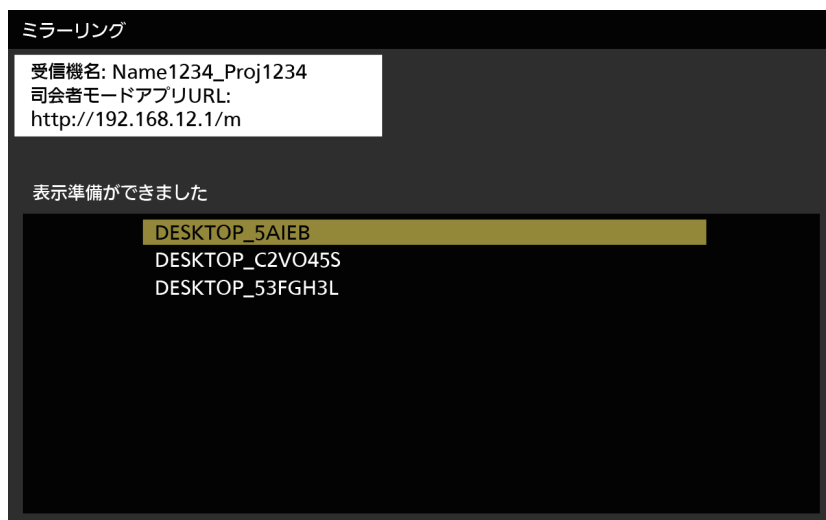 ミラーリング
受信機名: Name1234_Proj1234
司会者モードアプリURL:
http://192.168.12.1/m
表示準備ができました
DESKTOP_5AIEB
DESKTOP_C2VO45S
DESKTOP_53FGH3L